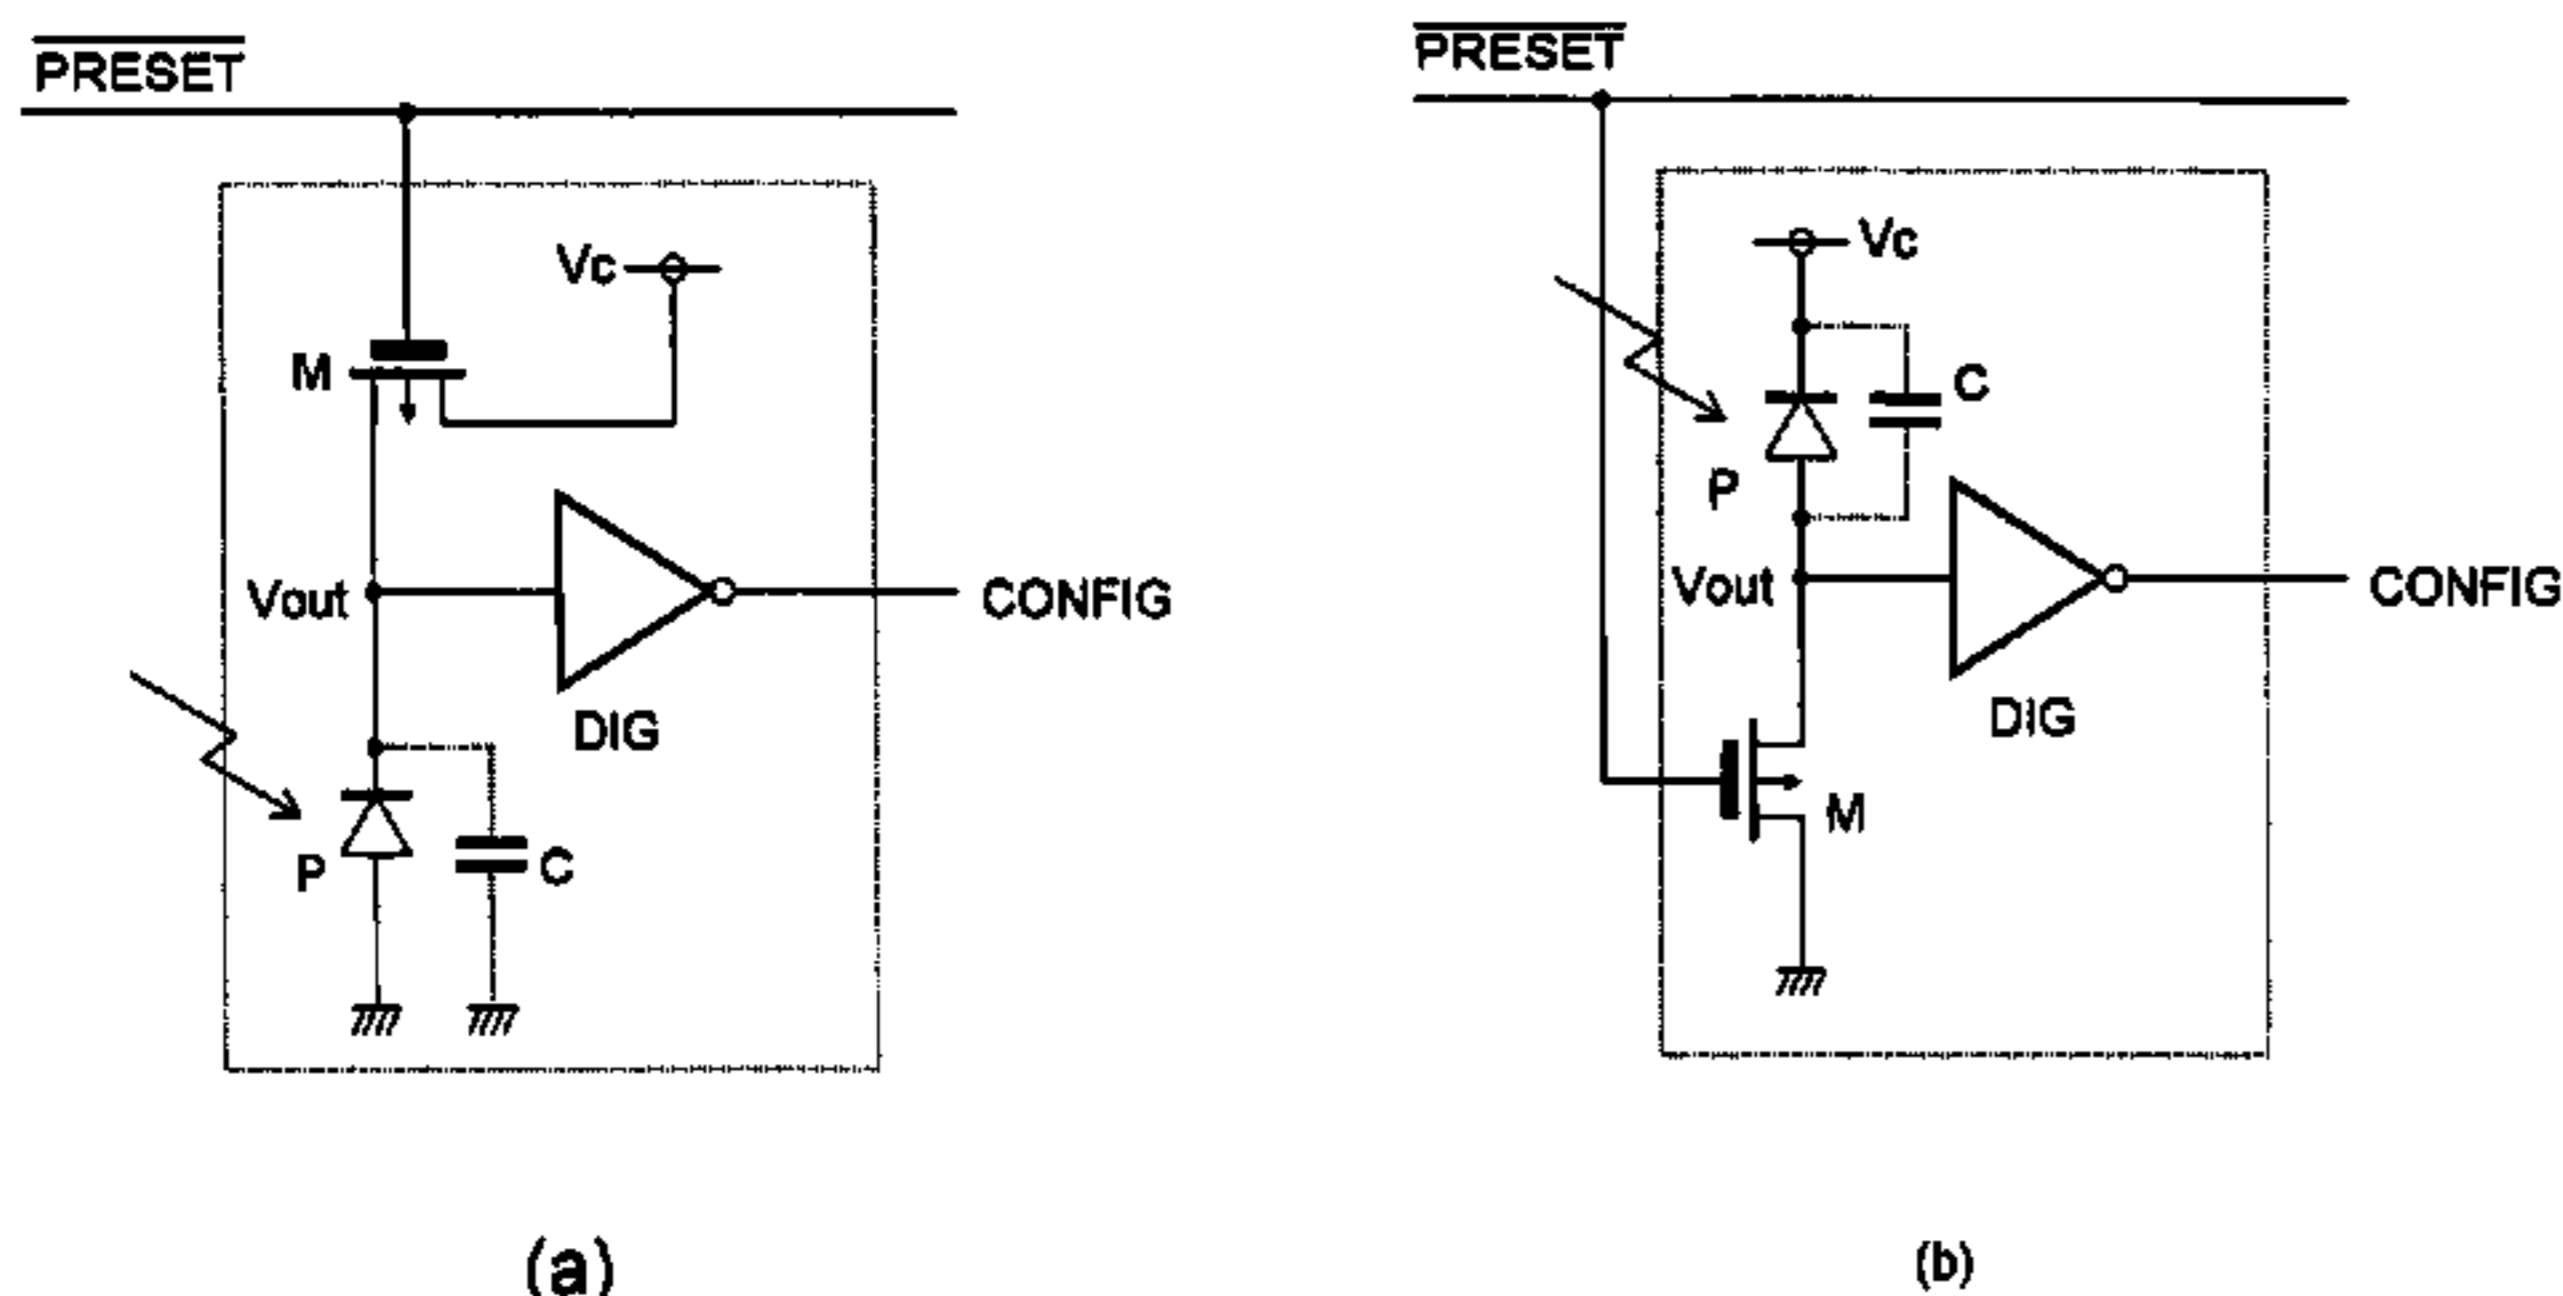 PRESET
Vc
M
Vout
CONFIG
DIG
P
C
(a)
PRESET
Vc
C
P
Vout
CONFIG
DIG
M
(b)